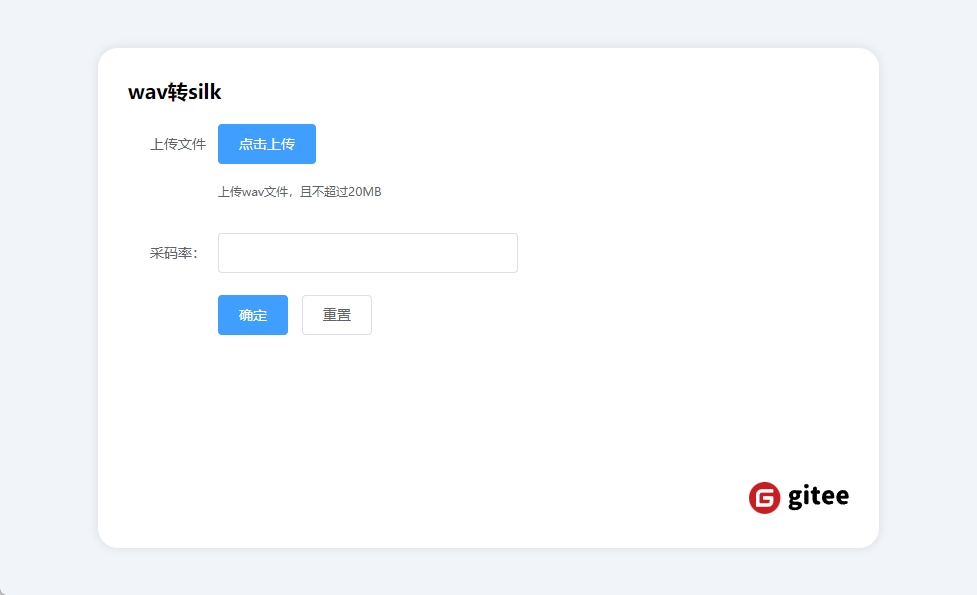 wav转silk
上传文件 点击上传
上传wav文件，且不超过20MB
采码率：
确定 重置
gitee